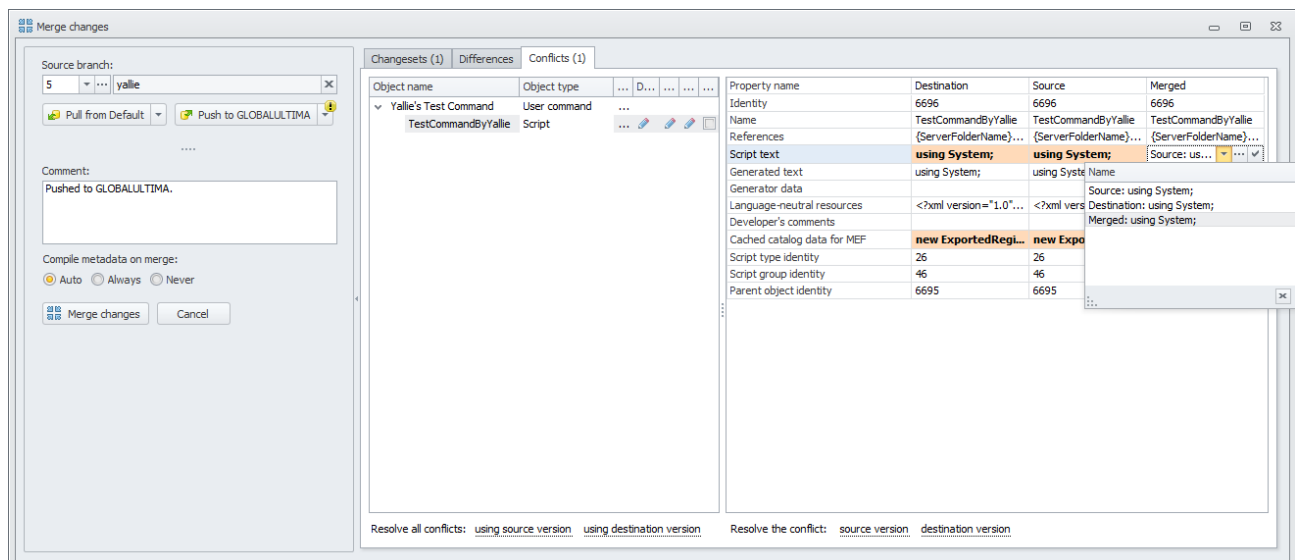 Merge changes
Source branch:
5 ... yallie
Pull from Default Push to GLOBALULTIMA
....
Comment:
Pushed to GLOBALULTIMA.
Compile metadata on merge:
Auto Always Never
Merge changes Cancel
Changesets (1) Differences Conflicts (1)
Object name Object type ... D... ... ... ...
Yallie's Test Command User command ...
TestCommandByYallie Script ...
Resolve all conflicts: using source version using destination version
Property name Destination Source Merged
Identity 6696 6696 6696
Name TestCommandByYallie TestCommandByYallie TestCommandByYallie
References {ServerFolderName}... {ServerFolderName}... {ServerFolderName}...
Script text using System; using System; Source: us... ...
Generated text using System; using Syste
Generator data
Language-neutral resources <?xml version="1.0"... <?xml vers
Developer's comments
Cached catalog data for MEF new ExportedRegi... new Expo
Script type identity 26 26
Script group identity 46 46
Parent object identity 6695 6695
Name
Source: using System;
Destination: using System;
Merged: using System;
Resolve the conflict: source version destination version